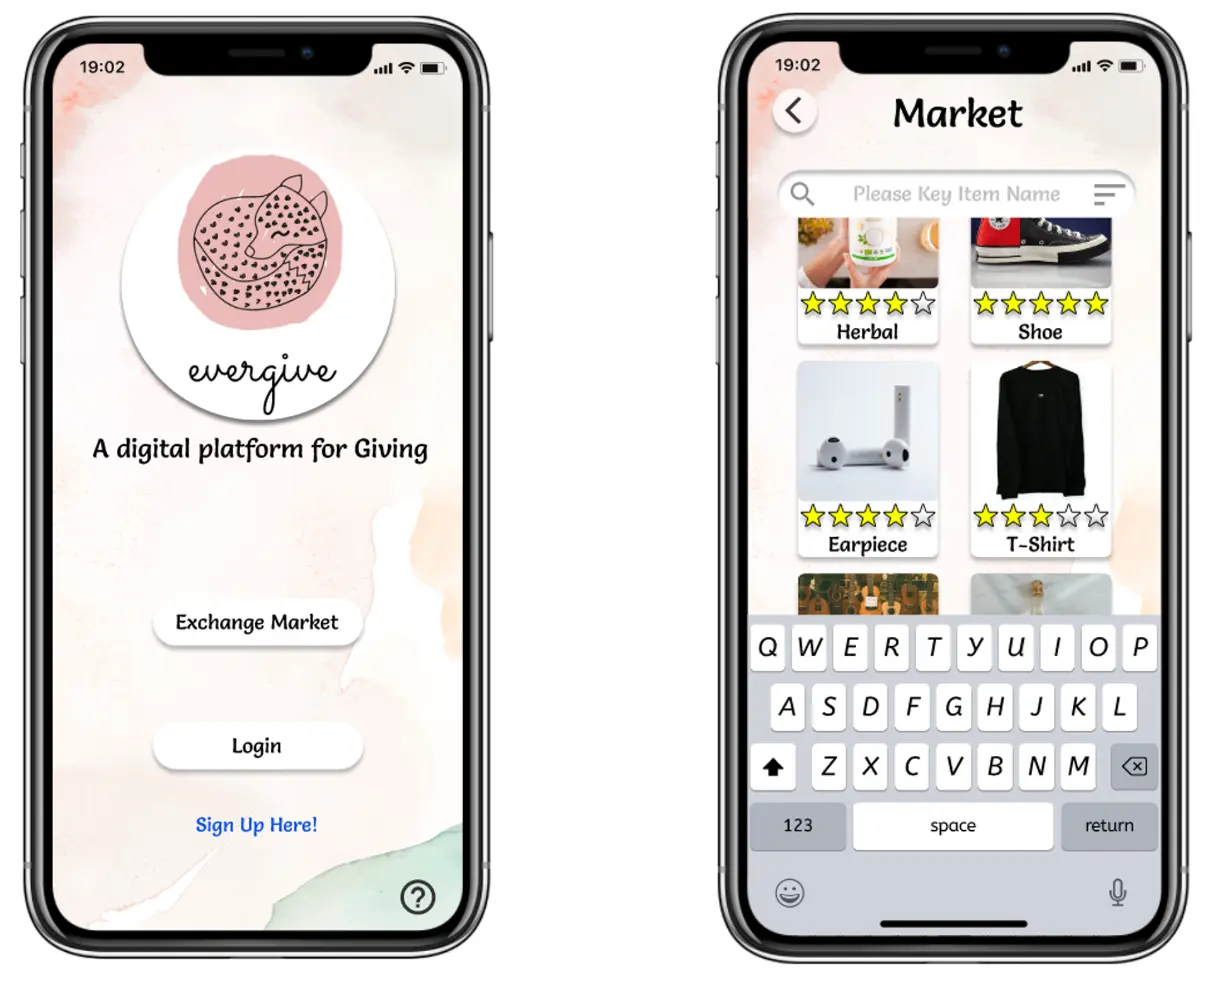 19:02
evergive
A digital platform for Giving
Exchange Market
Login
Sign Up Here!
?
19:02
Market
Please Key Item Name
Herbal
Shoe
Earpiece
T-Shirt
Q W E R T Y U I O P
A S D F G H J K L
Z X C V B N M
123
space
return